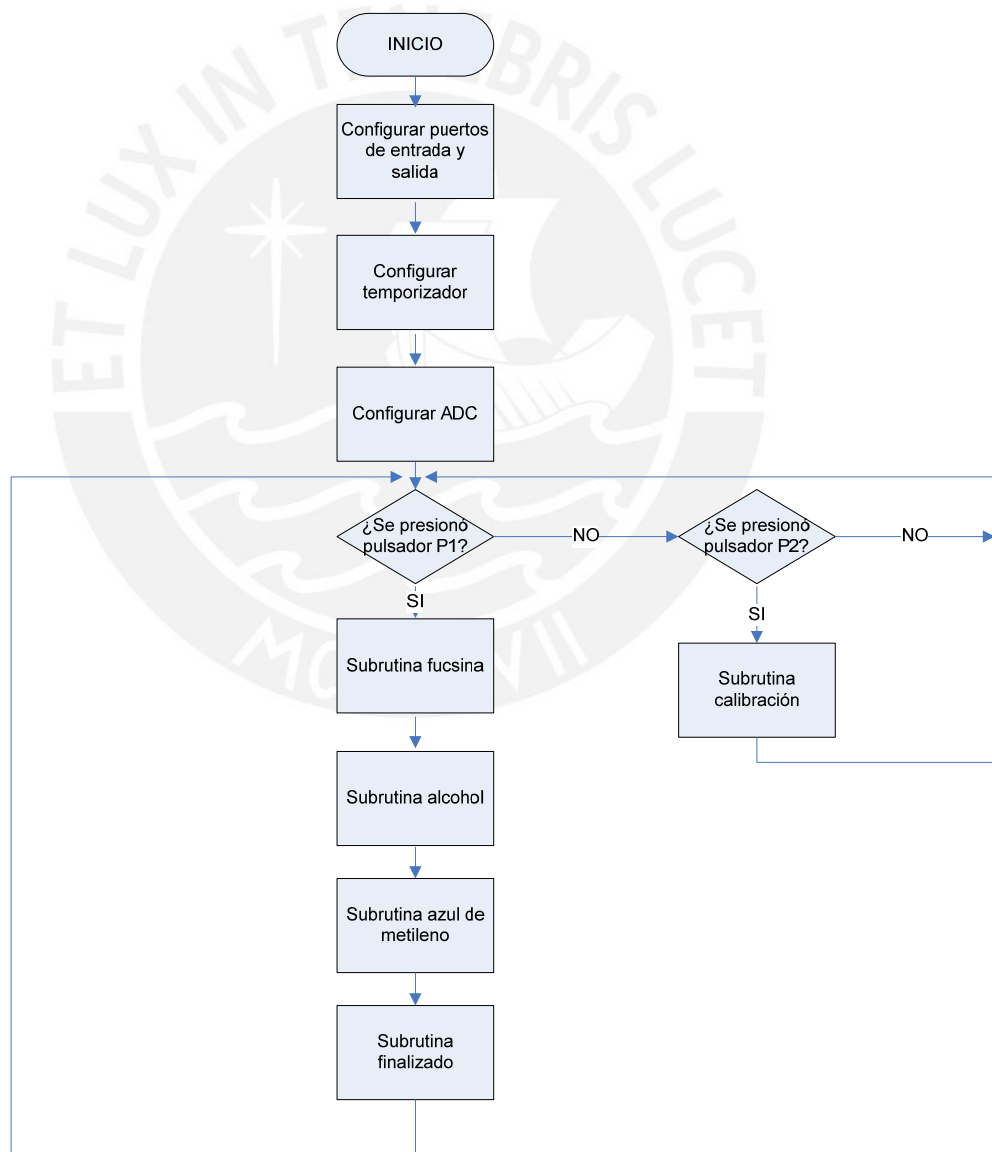 ET LUX IN TENEBRIS LUCET
INICIO
Configurar puertos
de entrada y
salida
Configurar
temporizador
Configurar ADC
¿Se presionó
pulsador P1?
NO
¿Se presionó
pulsador P2?
NO
SI
SI
Subrutina fucsina
Subrutina
calibración
Subrutina alcohol
Subrutina azul de
metileno
Subrutina
finalizado